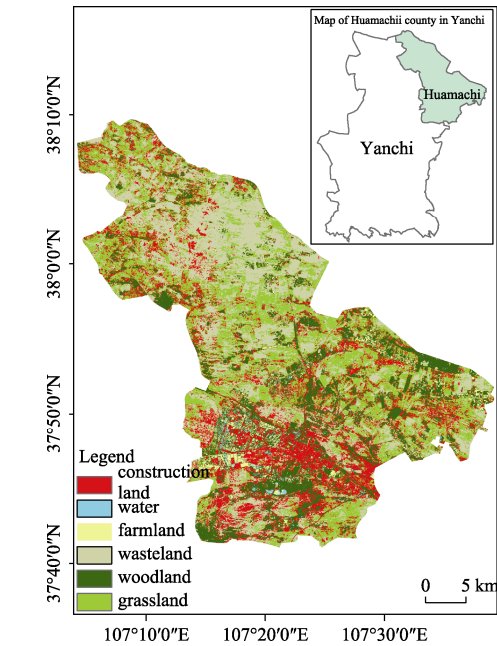 Map of Huamachii county in Yanchi
Huamachi
Yanchi
38°10′0″N
38°0′0″N
37°50′0″N
37°40′0″N
Legend
construction
land
water
farmland
wasteland
woodland
grassland
0 5 km
107°10′0″E 107°20′0″E 107°30′0″E